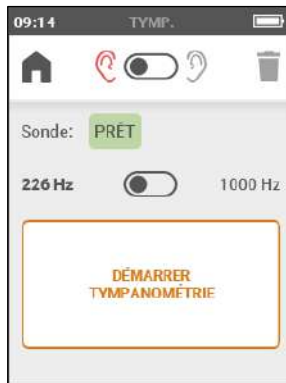 09:14 TYMP.
Sonde: PRÊT
226 Hz 1000 Hz
DÉMARRER
TYMPANOMÉTRIE